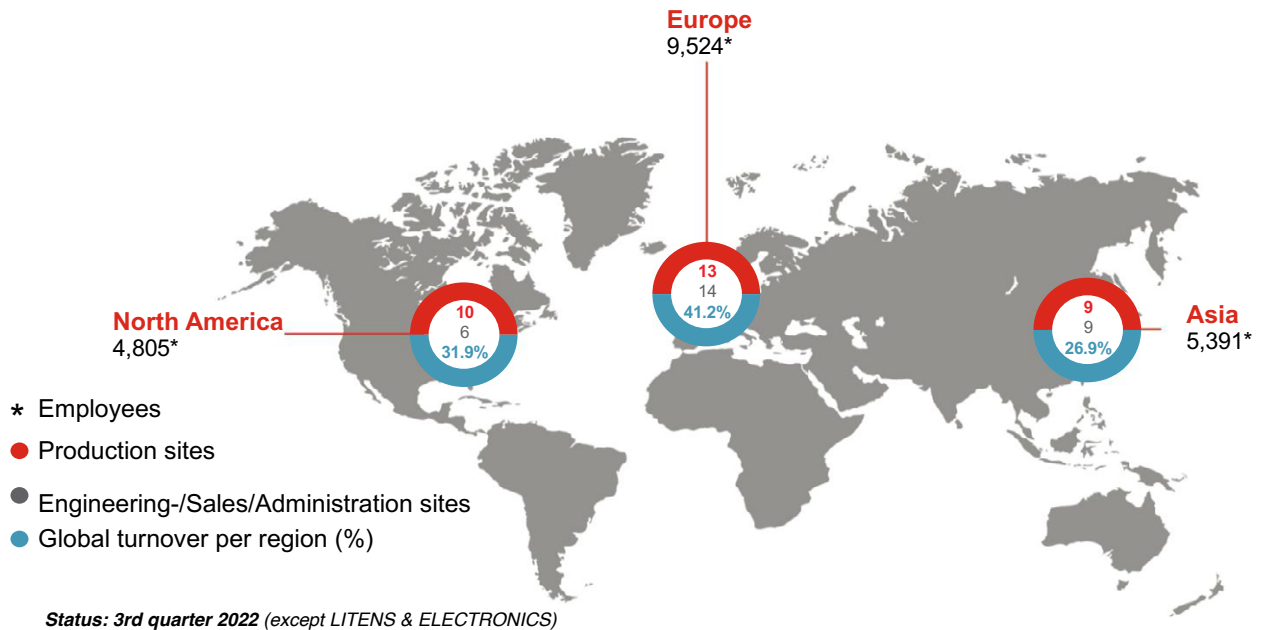 Europe
9,524*
13
14
41.2%
North America
4,805*
10
6
31.9%
Asia
5,391*
9
9
26.9%
* Employees
Production sites
Engineering-/Sales/Administration sites
Global turnover per region (%)
Status: 3rd quarter 2022 (except LITENS & ELECTRONICS)